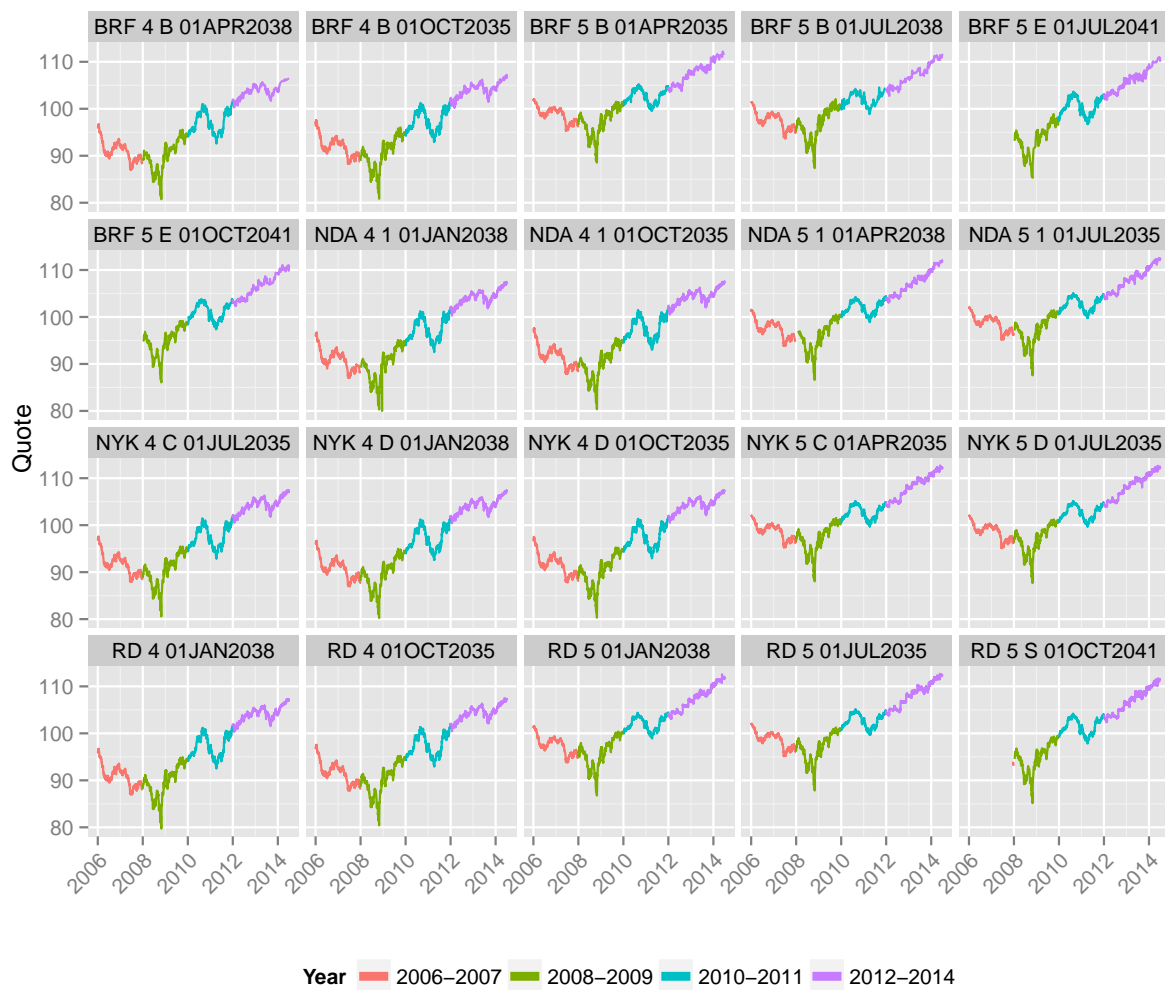 BRF 4 B 01APR2038 BRF 4 B 01OCT2035 BRF 5 B 01APR2035 BRF 5 B 01JUL2038 BRF 5 E 01JUL2041
110
100
90
80
BRF 5 E 01OCT2041 NDA 4 1 01JAN2038 NDA 4 1 01OCT2035 NDA 5 1 01APR2038 NDA 5 1 01JUL2035
110
100
90
80
Quote
NYK 4 C 01JUL2035 NYK 4 D 01JAN2038 NYK 4 D 01OCT2035 NYK 5 C 01APR2035 NYK 5 D 01JUL2035
110
100
90
80
RD 4 01JAN2038 RD 4 01OCT2035 RD 5 01JAN2038 RD 5 01JUL2035 RD 5 S 01OCT2041
110
100
90
80
2006 2008 2010 2012 2014 2006 2008 2010 2012 2014 2006 2008 2010 2012 2014 2006 2008 2010 2012 2014 2006 2008 2010 2012 2014
Year 2006−2007 2008−2009 2010−2011 2012−2014